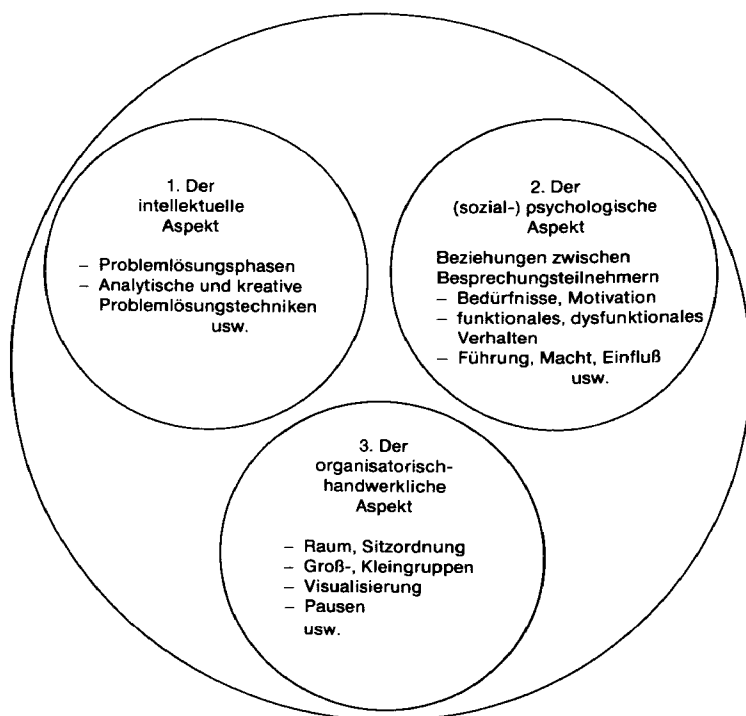 1. Der
intellektuelle
Aspekt
– Problemlösungsphasen
– Analytische und kreative
Problemlösungstechniken
usw.
2. Der
(sozial-) psychologische
Aspekt
Beziehungen zwischen
Besprechungsteilnehmern
– Bedürfnisse, Motivation
– funktionales, dysfunktionales
Verhalten
– Führung, Macht, Einfluß
usw.
3. Der
organisatorisch-
handwerkliche
Aspekt
– Raum, Sitzordnung
– Groß-, Kleingruppen
– Visualisierung
– Pausen
usw.